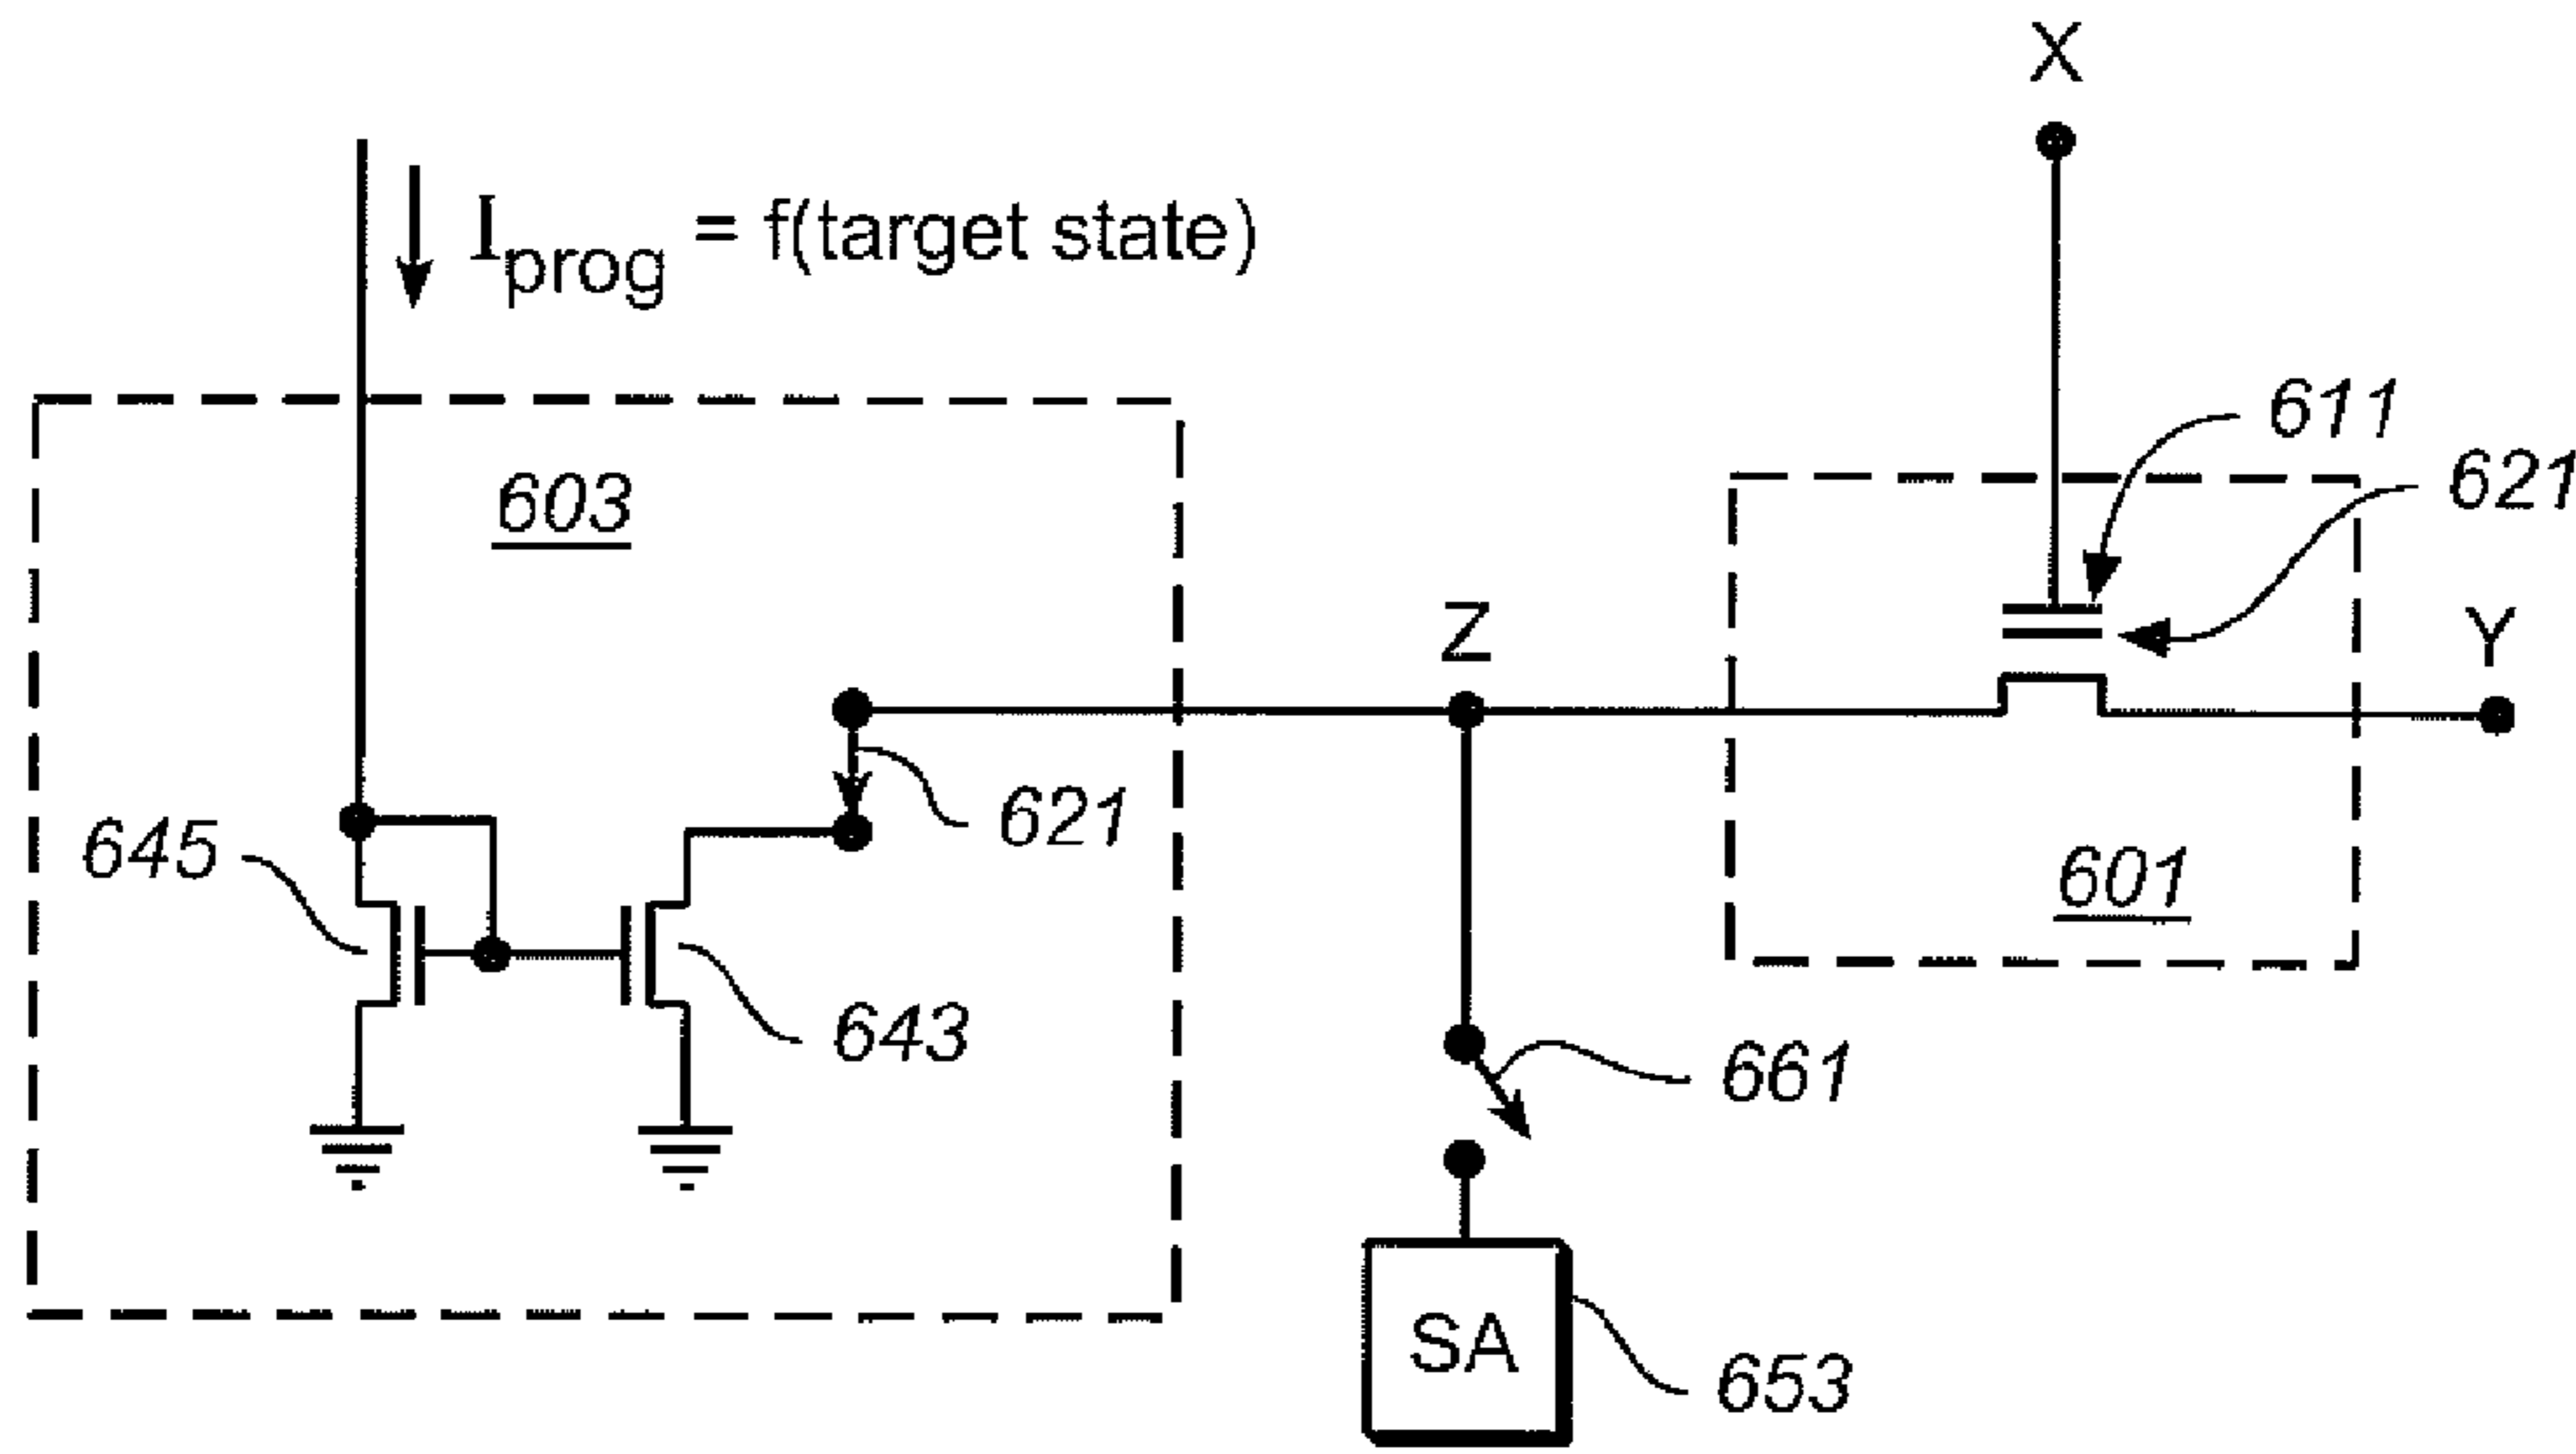 X
I_prog = f(target state)
611
621
603
Z
Y
645
621
601
643
661
SA
653